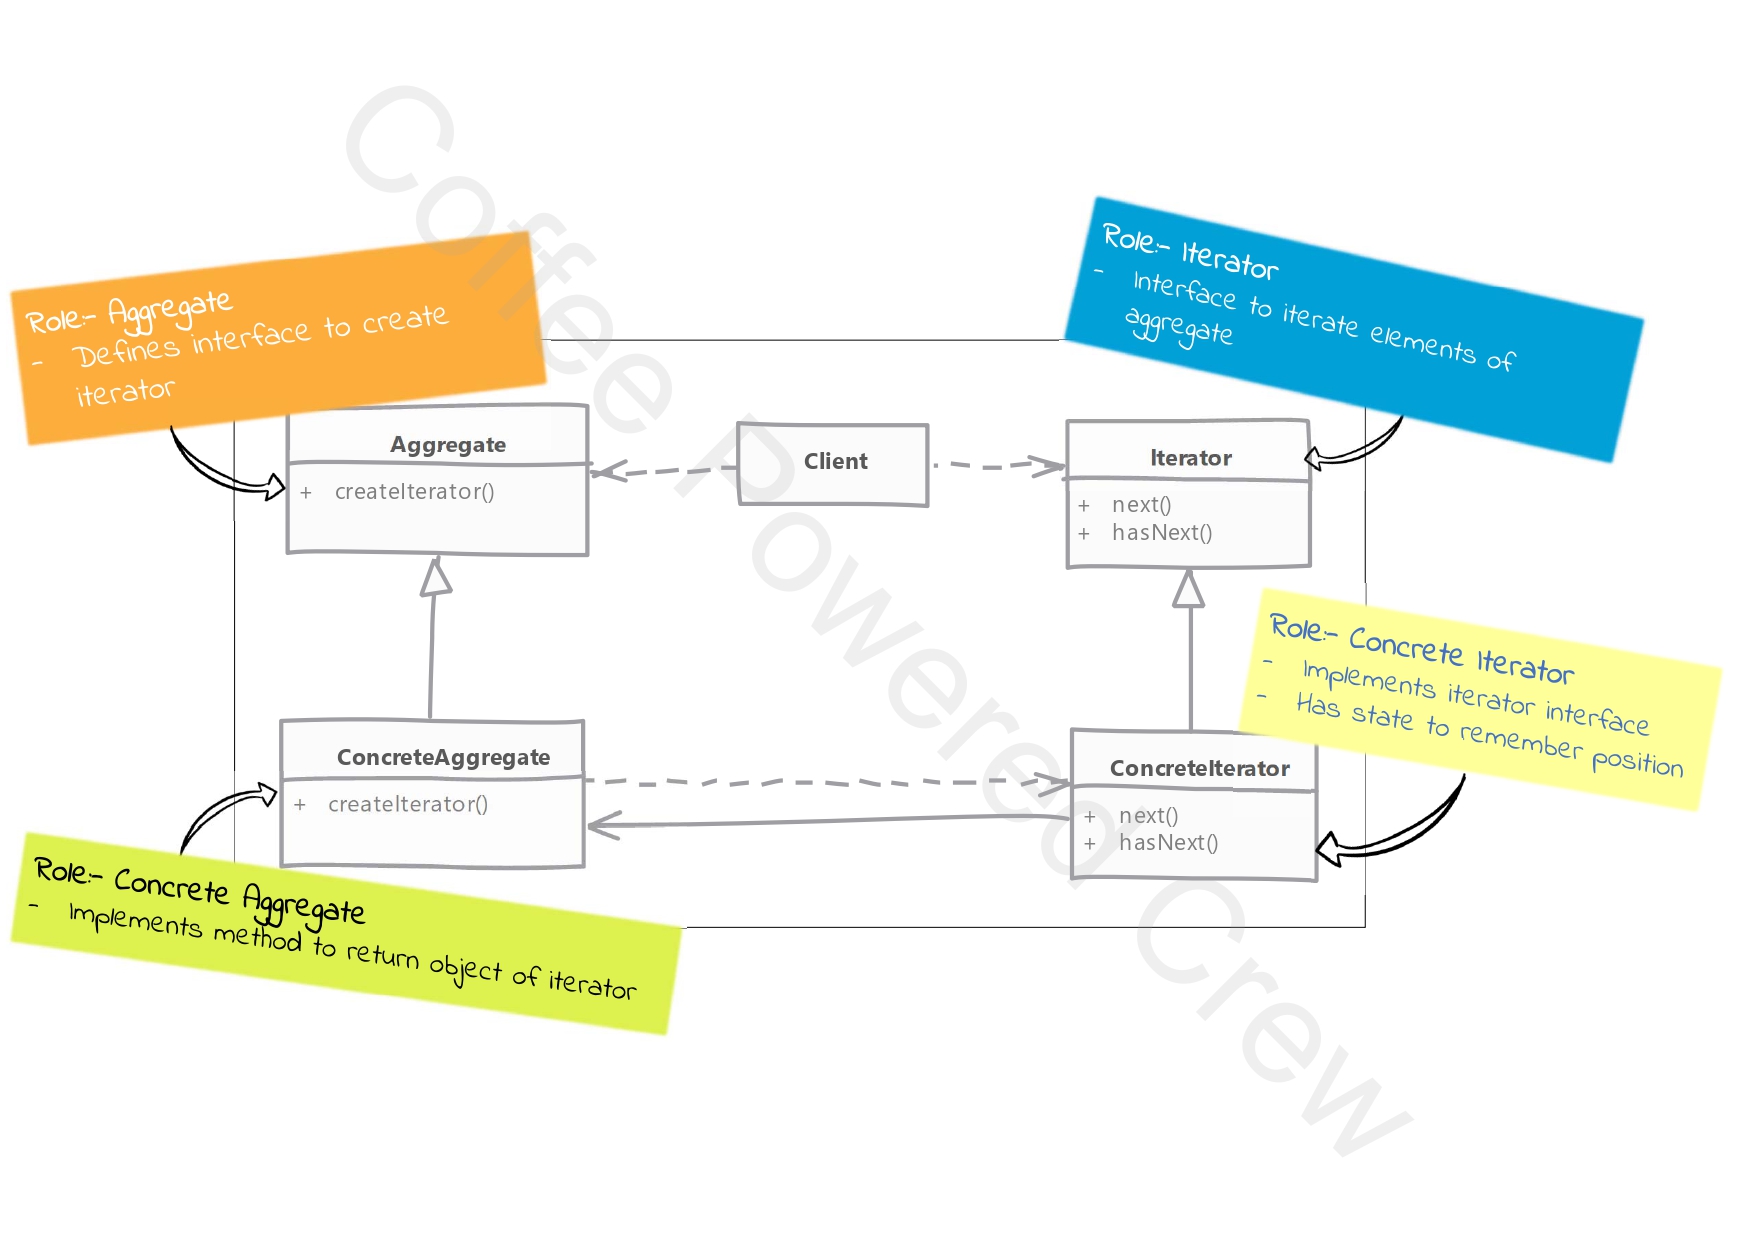 Coffee Powered Crew
Role:- Aggregate
- Defines interface to create
iterator
Role:- Iterator
- Interface to iterate elements of
aggregate
Aggregate
+ createIterator()
Client
Iterator
+ next()
+ hasNext()
Role:- Concrete Iterator
- Implements iterator interface
- Has state to remember position
ConcreteAggregate
+ createIterator()
ConcreteIterator
+ next()
+ hasNext()
Role:- Concrete Aggregate
- Implements method to return object of iterator